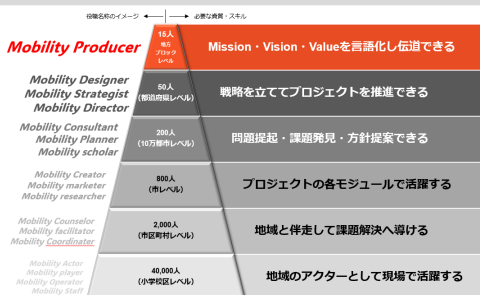 役職名称のイメージ
必要な資質・スキル
Mobility Producer
15人
地方
ブロック
レベル
Mission・Vision・Valueを言語化し伝道できる
Mobility Designer
Mobility Strategist
Mobility Director
50人
(都道府県レベル)
戦略を立ててプロジェクトを推進できる
Mobility Consultant
Mobility Planner
Mobility scholar
200人
(10万都市レベル)
問題提起・課題発見・方針提案できる
Mobility Creator
Mobility marketer
Mobility researcher
800人
(市レベル)
プロジェクトの各モジュールで活躍する
Mobility Counselor
Mobility facilitator
Mobility Coordinater
2,000人
(市区町村レベル)
地域と伴走して課題解決へ導ける
Mobility Actor
Mobility player
Mobility Operator
Mobility Staff
40,000人
(小学校区レベル)
地域のアクターとして現場で活躍する